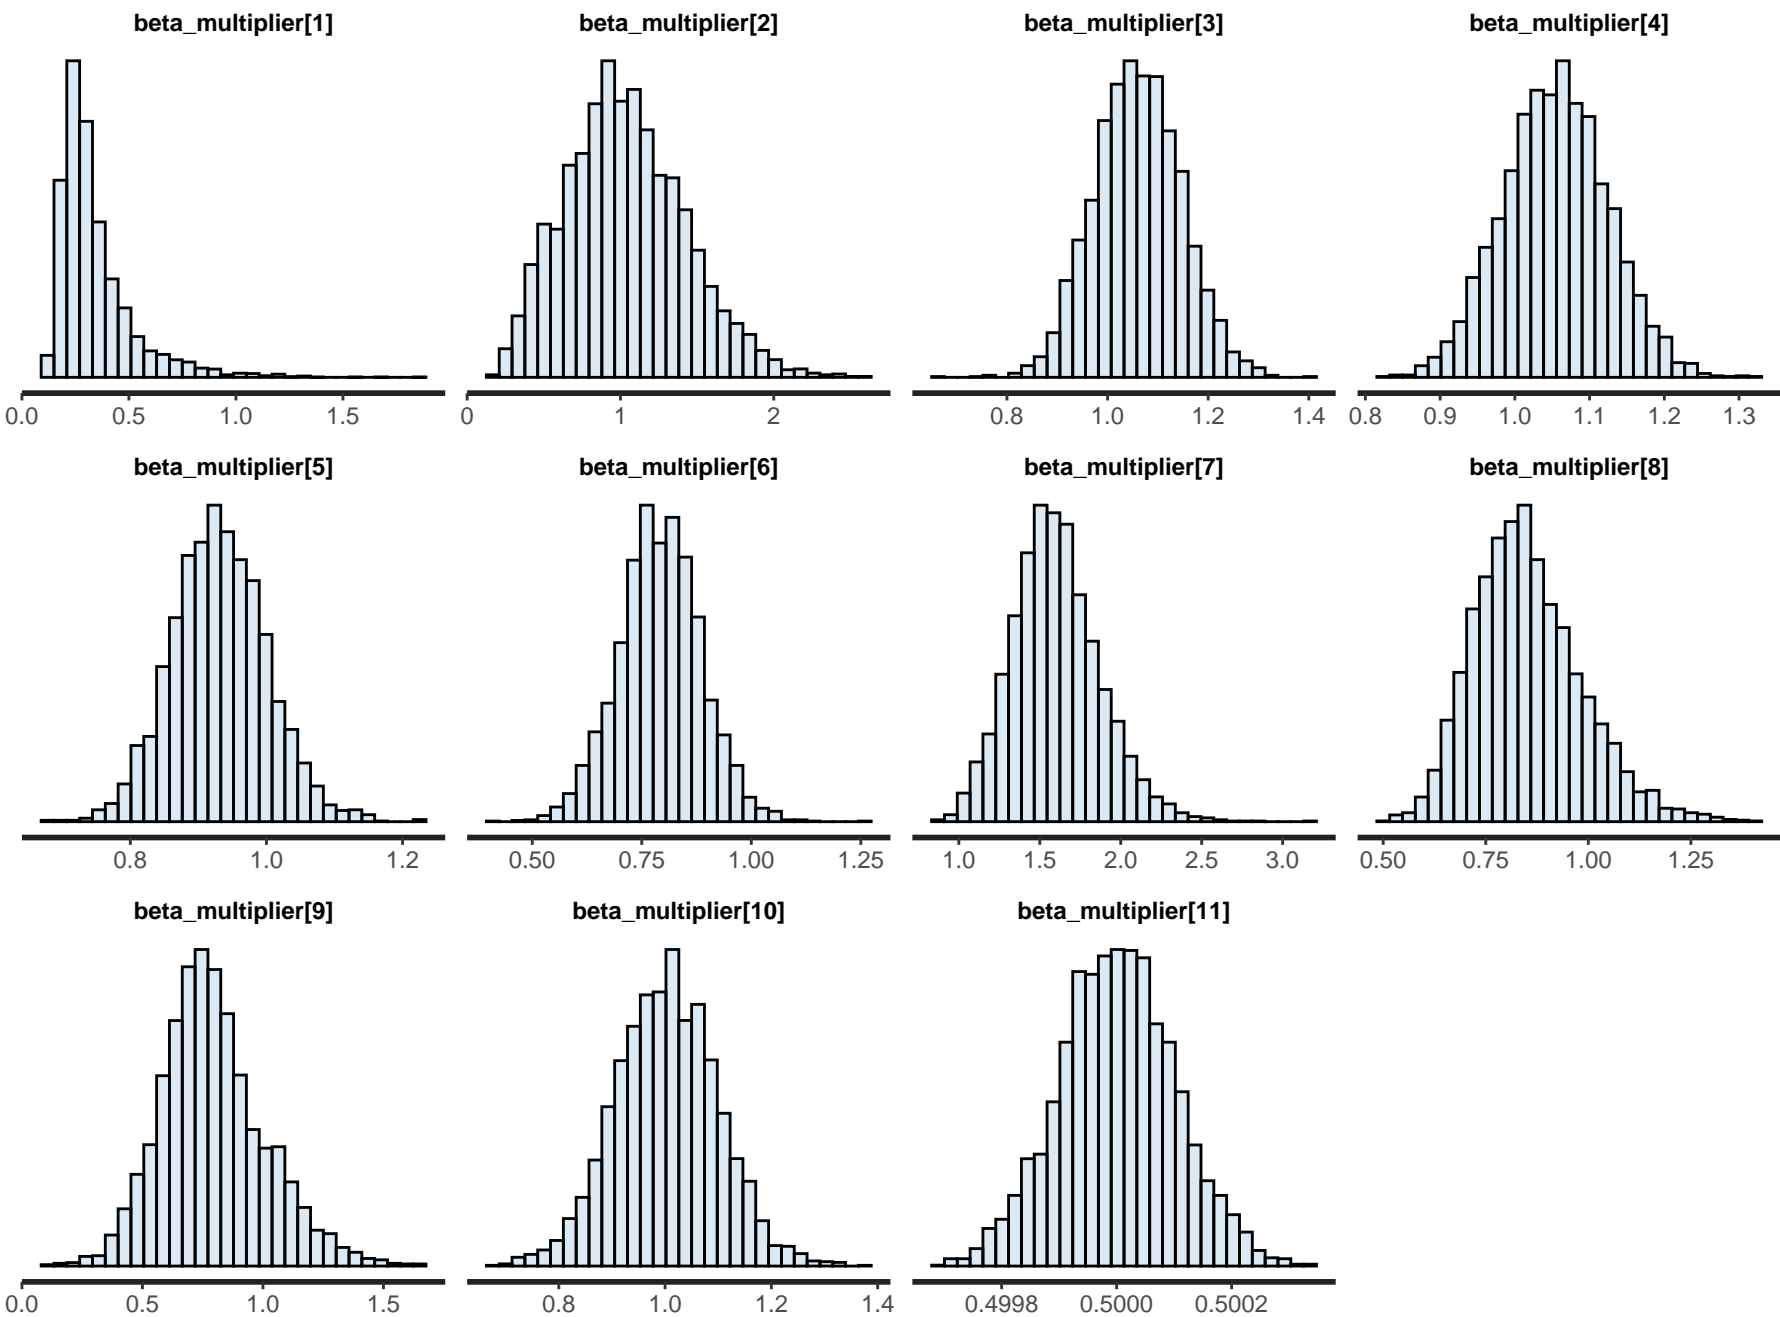 beta_multiplier[1] beta_multiplier[2] beta_multiplier[3] beta_multiplier[4]
0.0 0.5 1.0 1.5 0 1 2 0.8 1.0 1.2 1.4 0.8 0.9 1.0 1.1 1.2 1.3
beta_multiplier[5] beta_multiplier[6] beta_multiplier[7] beta_multiplier[8]
0.8 1.0 1.2 0.50 0.75 1.00 1.25 1.0 1.5 2.0 2.5 3.0 0.50 0.75 1.00 1.25
beta_multiplier[9] beta_multiplier[10] beta_multiplier[11]
0.0 0.5 1.0 1.5 0.8 1.0 1.2 1.4 0.4998 0.5000 0.5002